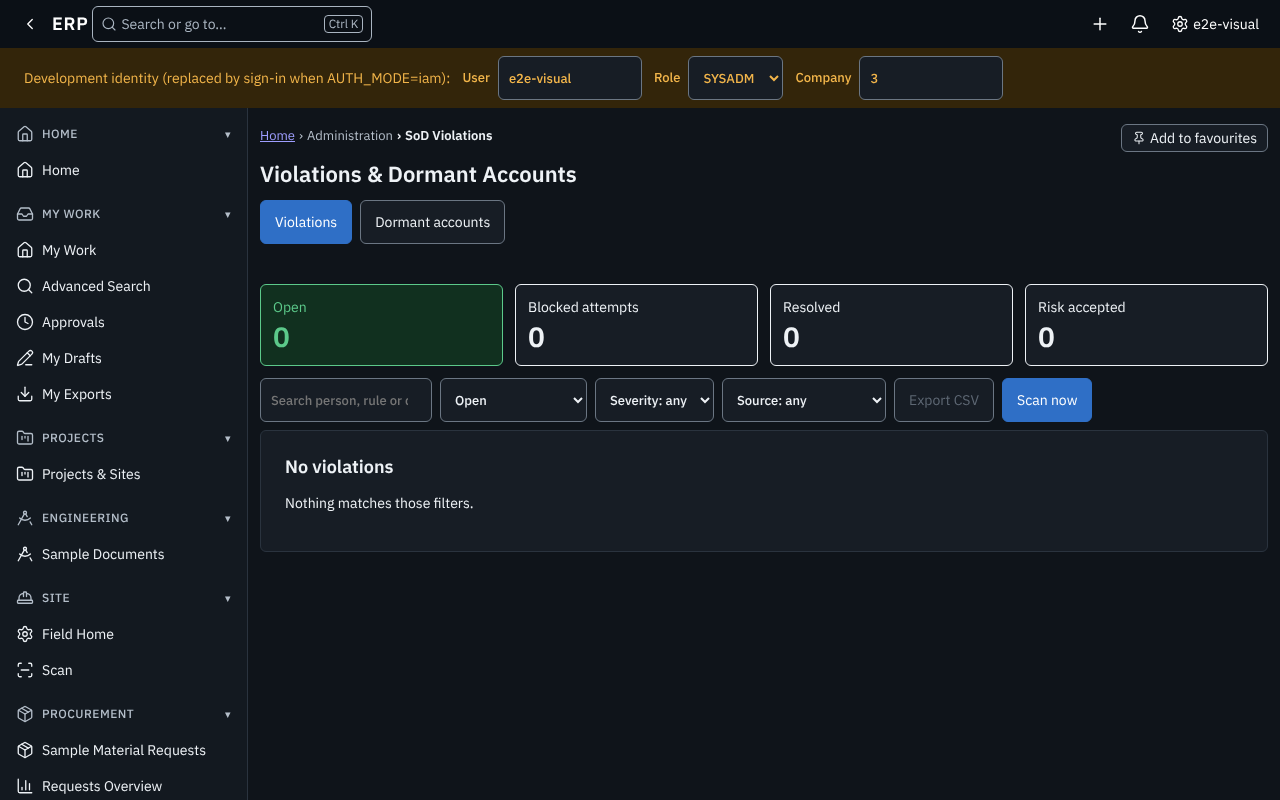 ERP
Search or go to...
Ctrl K
e2e-visual
Development identity (replaced by sign-in when AUTH_MODE=iam):
User
e2e-visual
Role
SYSADM
Company
3
HOME
Home
MY WORK
My Work
Advanced Search
Approvals
My Drafts
My Exports
PROJECTS
Projects & Sites
ENGINEERING
Sample Documents
SITE
Field Home
Scan
PROCUREMENT
Sample Material Requests
Requests Overview
Home › Administration › SoD Violations
Add to favourites
Violations & Dormant Accounts
Violations
Dormant accounts
Open
0
Blocked attempts
0
Resolved
0
Risk accepted
0
Search person, rule or
Open
Severity: any
Source: any
Export CSV
Scan now
No violations
Nothing matches those filters.